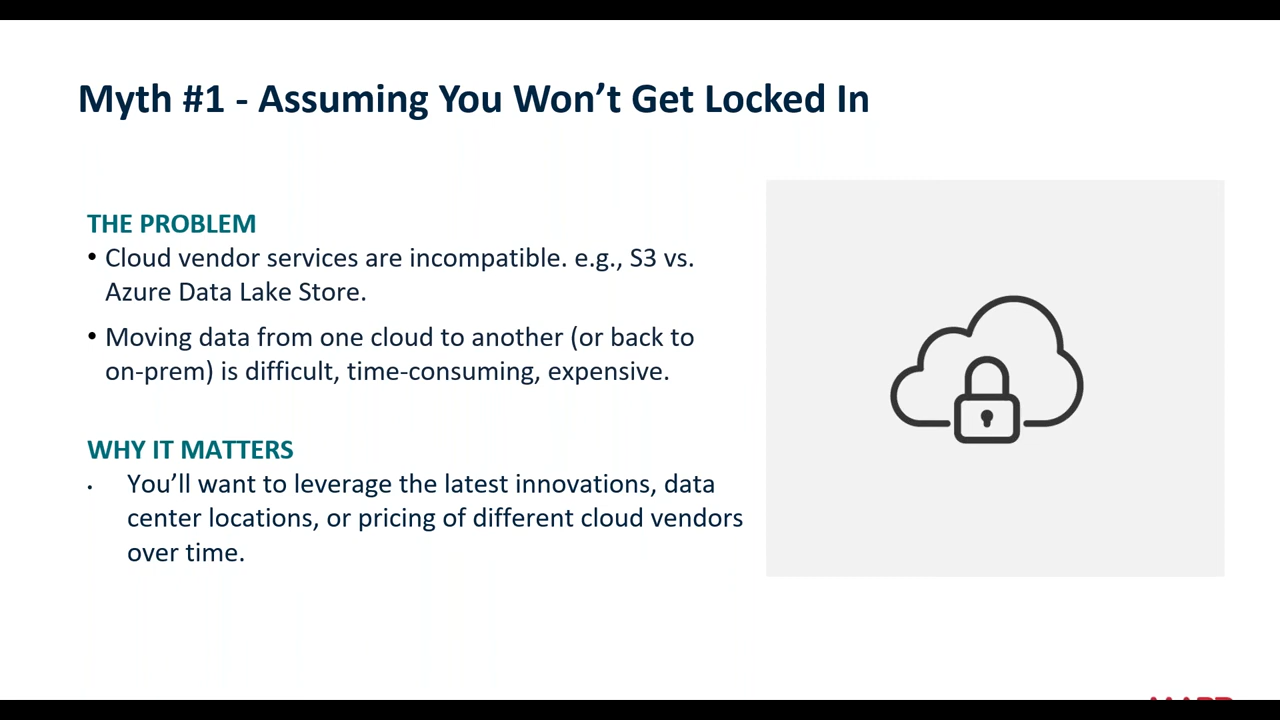 Myth #1 - Assuming You Won’t Get Locked In
THE PROBLEM
• Cloud vendor services are incompatible. e.g., S3 vs.
Azure Data Lake Store.
• Moving data from one cloud to another (or back to
on-prem) is difficult, time-consuming, expensive.
WHY IT MATTERS
• You’ll want to leverage the latest innovations, data
center locations, or pricing of different cloud vendors
over time.